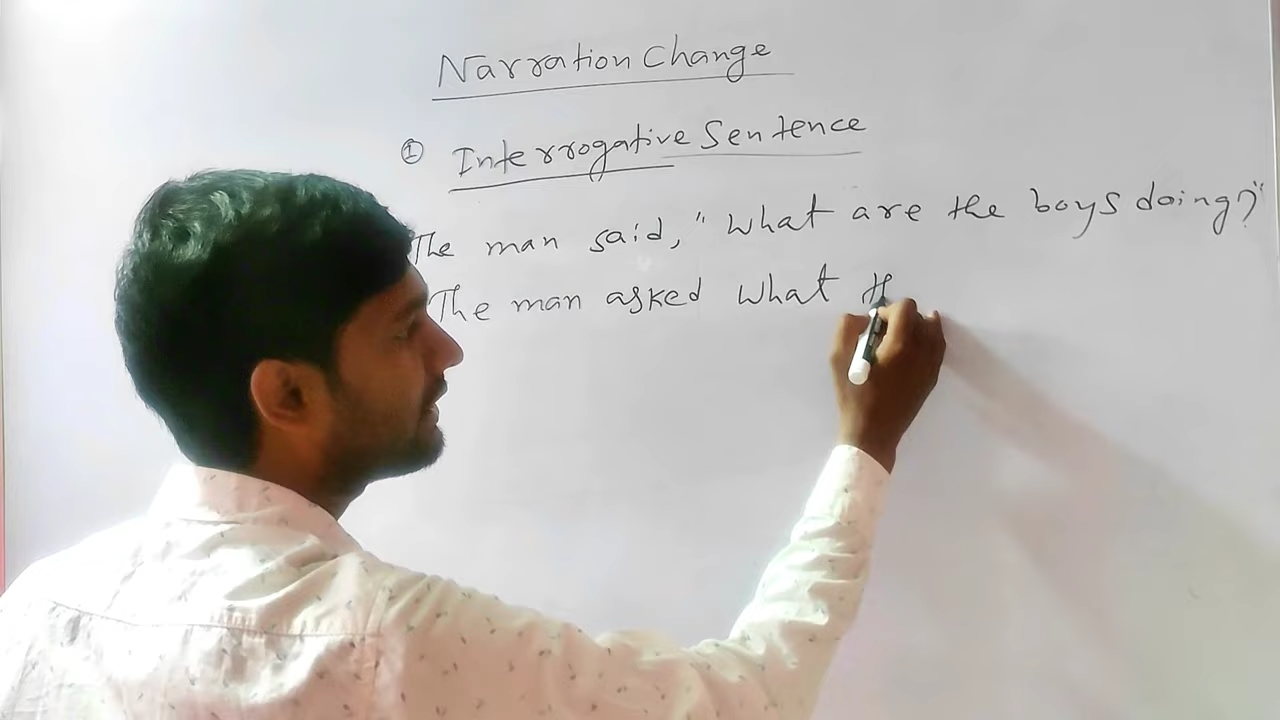 Narration Change
① Interrogative Sentence
The man said, "What are the boys doing?"
The man asked what